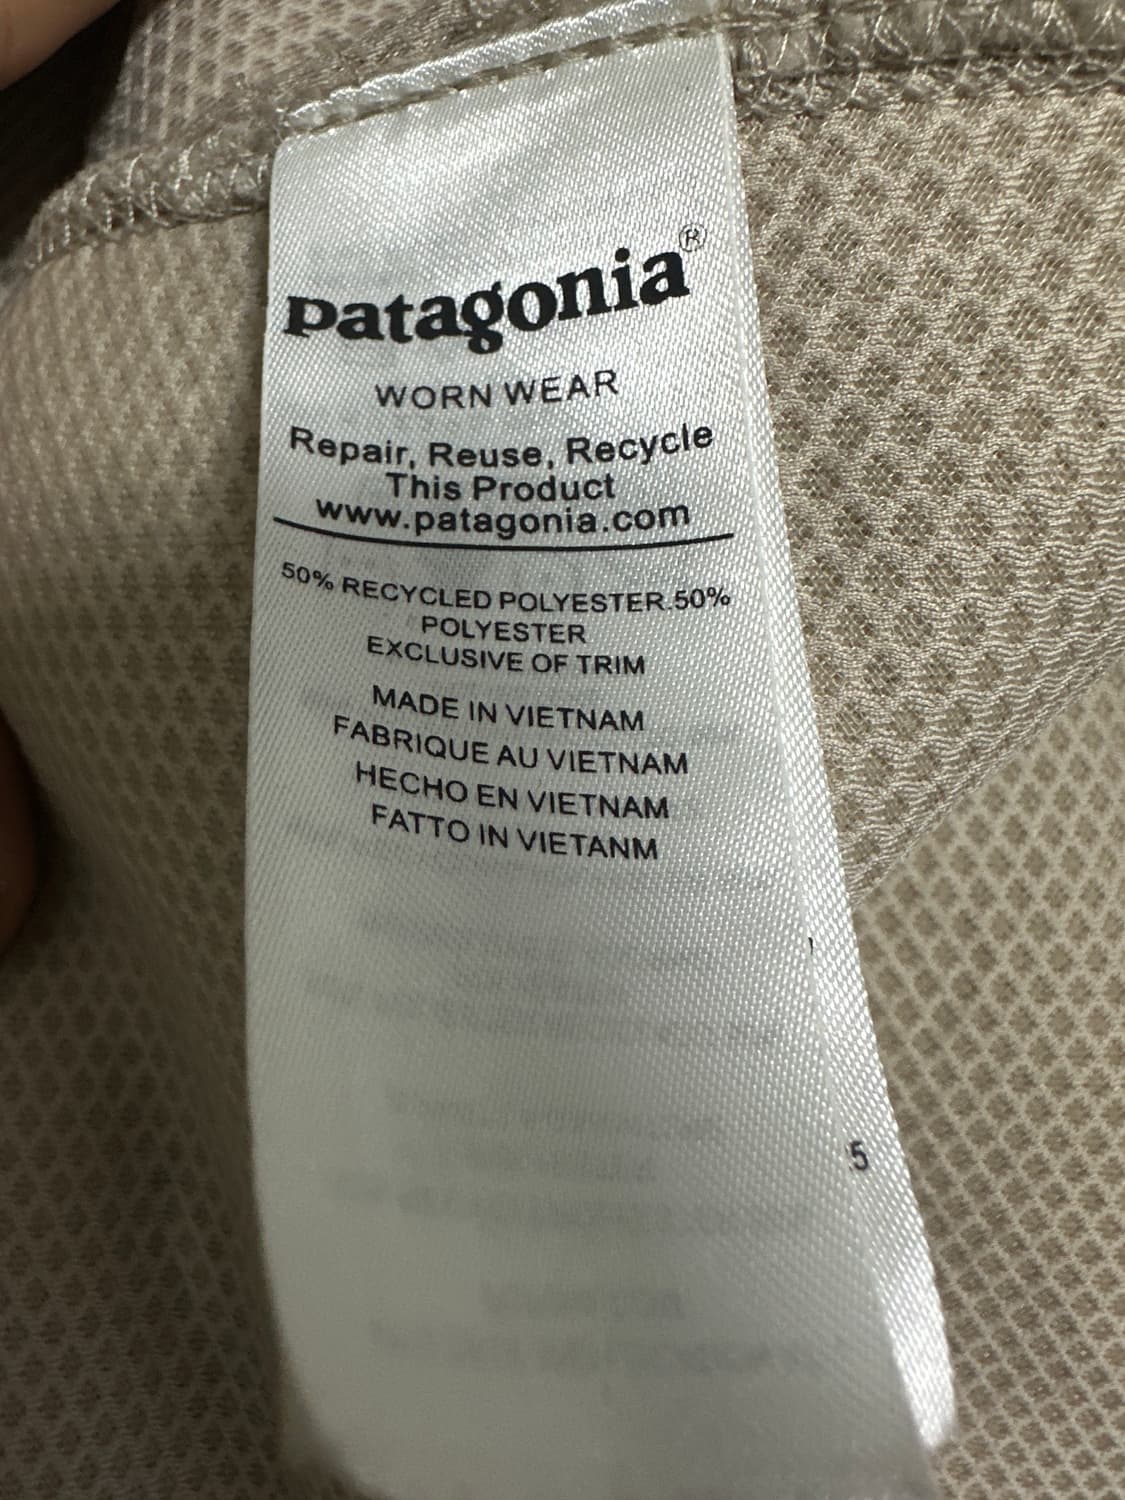 patagonia®
WORN WEAR
Repair, Reuse, Recycle
This Product
www.patagonia.com
50% RECYCLED POLYESTER.50%
POLYESTER
EXCLUSIVE OF TRIM
MADE IN VIETNAM
FABRIQUE AU VIETNAM
HECHO EN VIETNAM
FATTO IN VIETANM
5